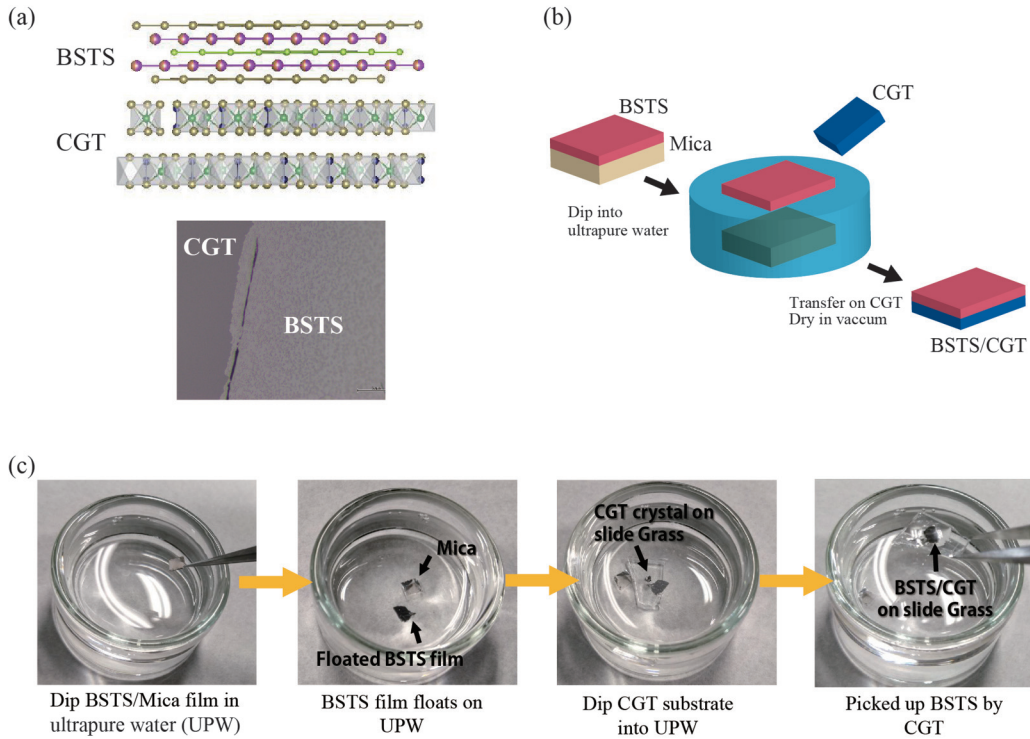 (a)
BSTS
CGT
CGT
BSTS
(b)
BSTS
Mica
CGT
Dip into
ultrapure water
Transfer on CGT
Dry in vaccum
BSTS/CGT
(c)
Mica
Floated BSTS film
CGT crystal on
slide Grass
BSTS/CGT
on slide Grass
Dip BSTS/Mica film in
ultrapure water (UPW)
BSTS film floats on
UPW
Dip CGT substrate
into UPW
Picked up BSTS by
CGT